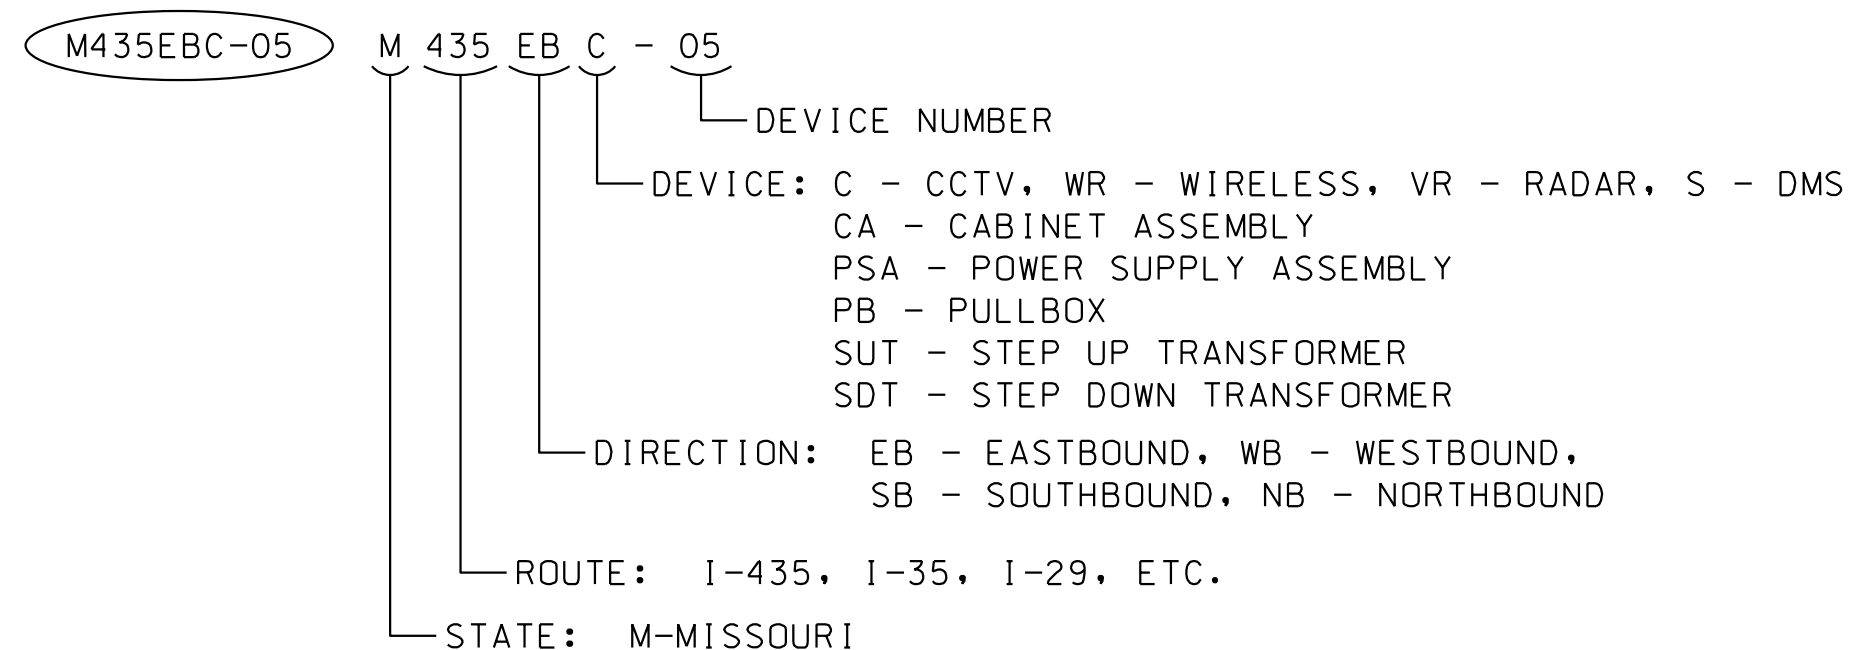 M435EBC-05 M 435 EB C - 05
DEVICE NUMBER
DEVICE: C - CCTV, WR - WIRELESS, VR - RADAR, S - DMS
CA - CABINET ASSEMBLY
PSA - POWER SUPPLY ASSEMBLY
PB - PULLBOX
SUT - STEP UP TRANSFORMER
SDT - STEP DOWN TRANSFORMER
DIRECTION: EB - EASTBOUND, WB - WESTBOUND,
SB - SOUTHBOUND, NB - NORTHBOUND
ROUTE: I-435, I-35, I-29, ETC.
STATE: M-MISSOURI